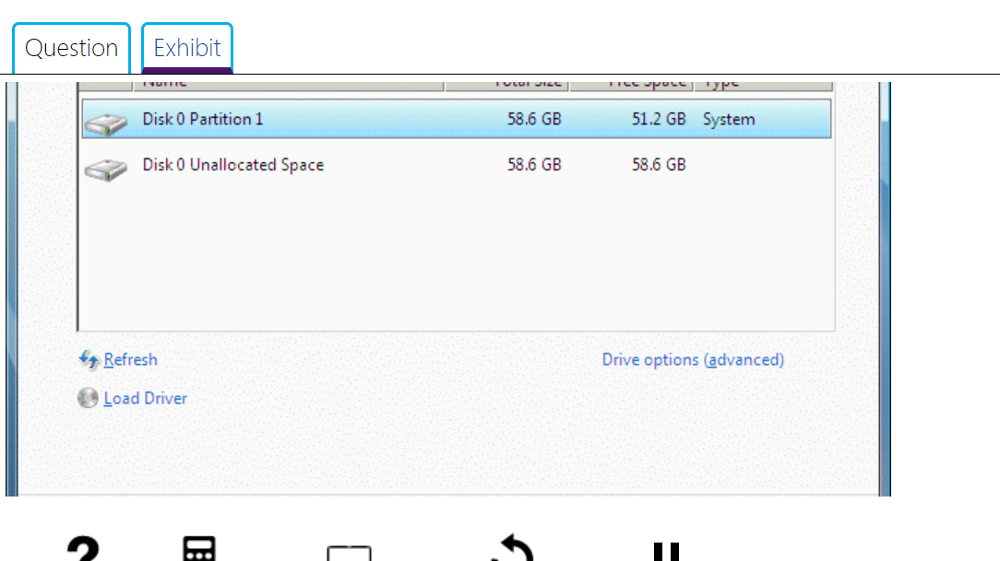 Question Exhibit
Name Total Size Free Space Type
Disk 0 Partition 1 58.6 GB 51.2 GB System
Disk 0 Unallocated Space 58.6 GB 58.6 GB
Refresh Drive options (advanced)
Load Driver
?